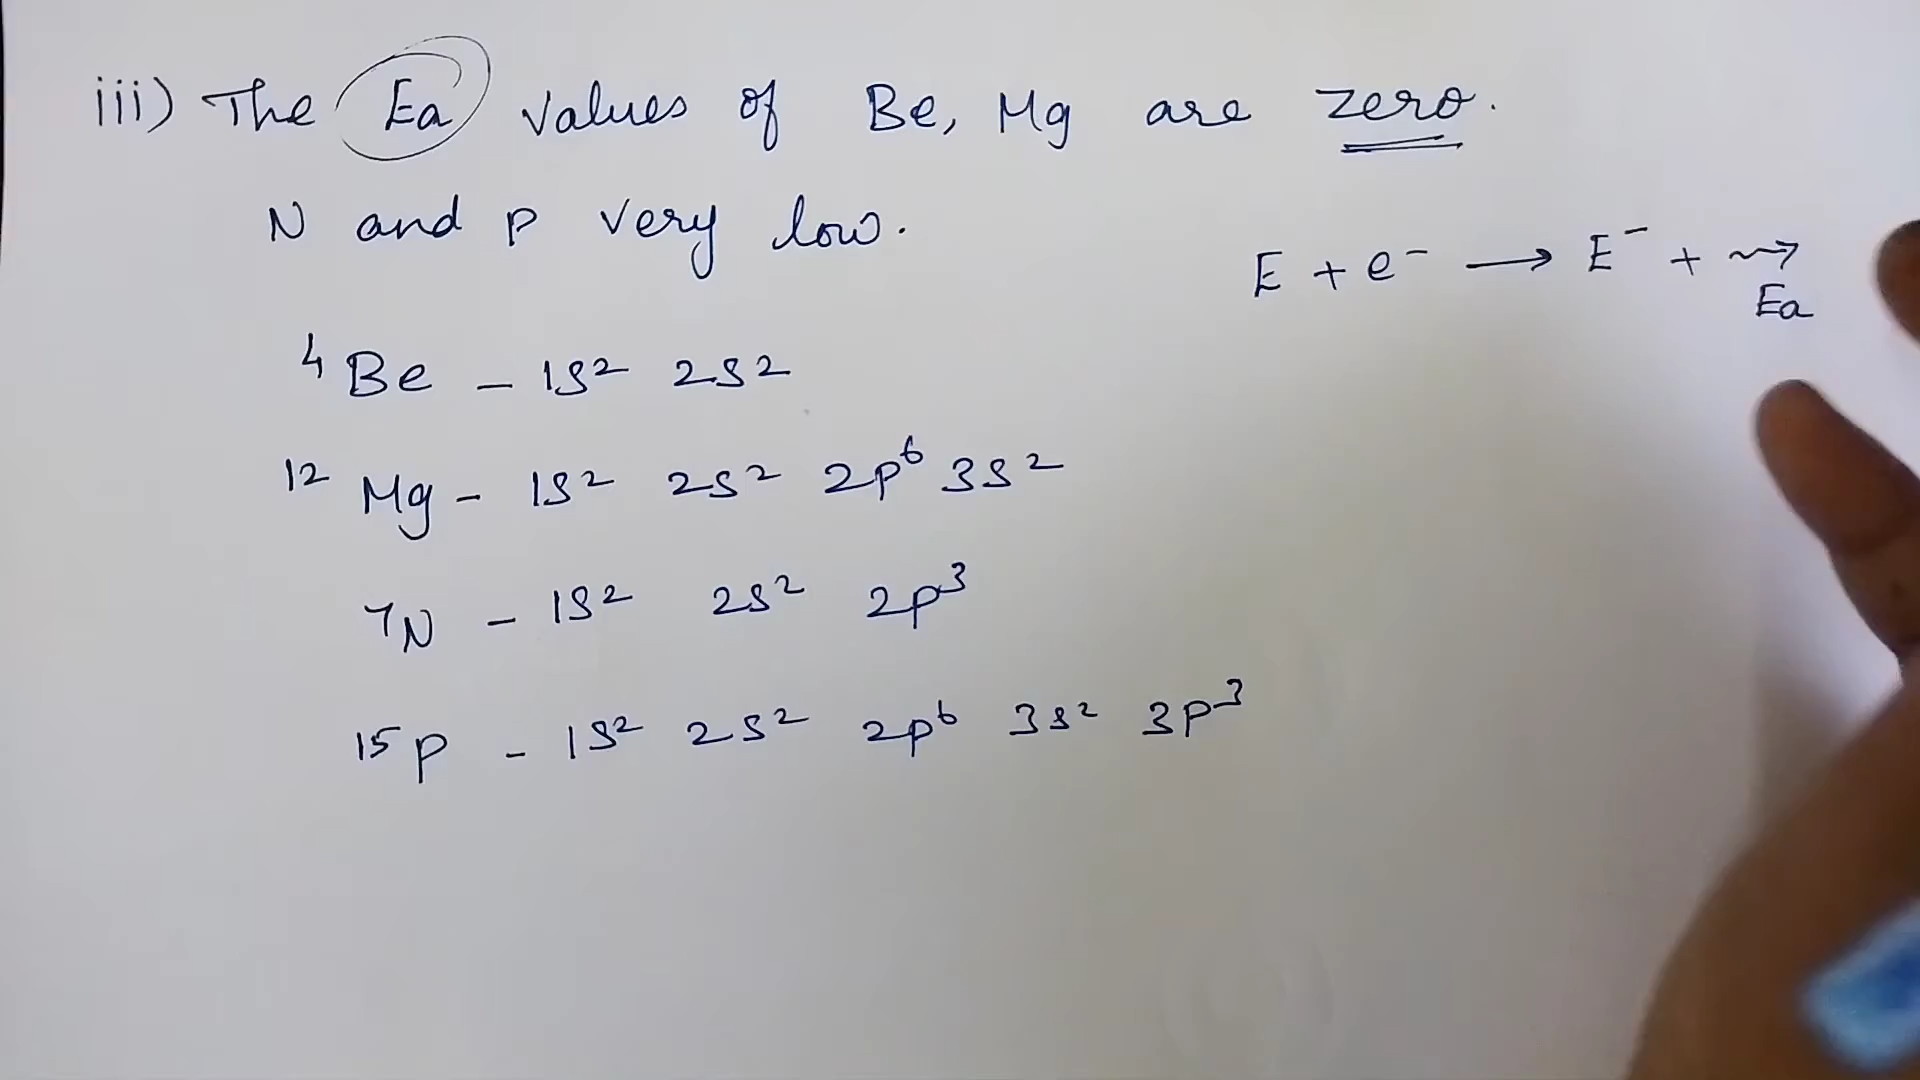 iii) The Ea values of Be, Mg are zero.
N and P very low.
E + e⁻ → E⁻ + ⇝
Ea
⁴Be - 1s² 2s²
¹²Mg - 1s² 2s² 2p⁶ 3s²
⁷N - 1s² 2s² 2p³
¹⁵P - 1s² 2s² 2p⁶ 3s² 3p³